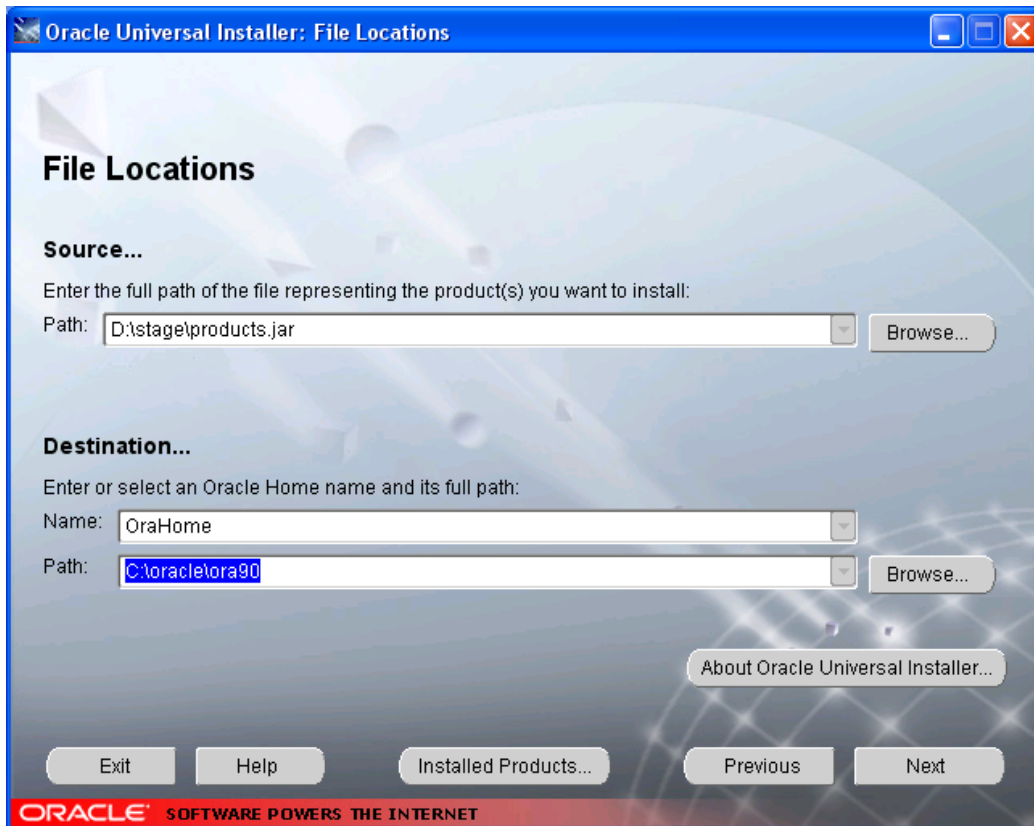 Oracle Universal Installer: File Locations
File Locations
Source...
Enter the full path of the file representing the product(s) you want to install:
Path: D:\stage\products.jar Browse...
Destination...
Enter or select an Oracle Home name and its full path:
Name: OraHome
Path: C:\oracle\ora90 Browse...
About Oracle Universal Installer...
Exit Help Installed Products... Previous Next
ORACLE SOFTWARE POWERS THE INTERNET